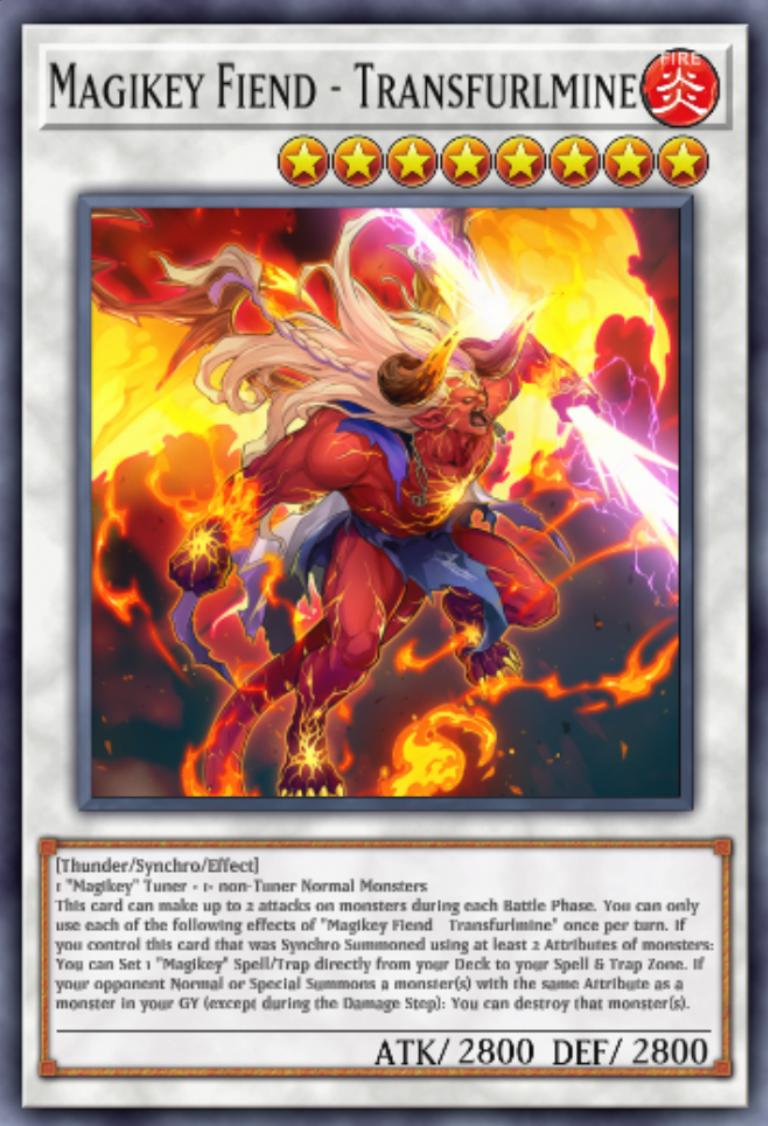 MAGIKEY FIEND - TRANSFURLMINE
FIRE
炎
[Thunder/Synchro/Effect]
1 "Magikey" Tuner + 1+ non-Tuner Normal Monsters
This card can make up to 2 attacks on monsters during each Battle Phase. You can only
use each of the following effects of "Magikey Fiend Transfurlmine" once per turn. If
you control this card that was Synchro Summoned using at least 2 Attributes of monsters:
You can Set 1 "Magikey" Spell/Trap directly from your Deck to your Spell & Trap Zone. If
your opponent Normal or Special Summons a monster(s) with the same Attribute as a
monster in your GY (except during the Damage Step): You can destroy that monster(s).
ATK/ 2800 DEF/ 2800